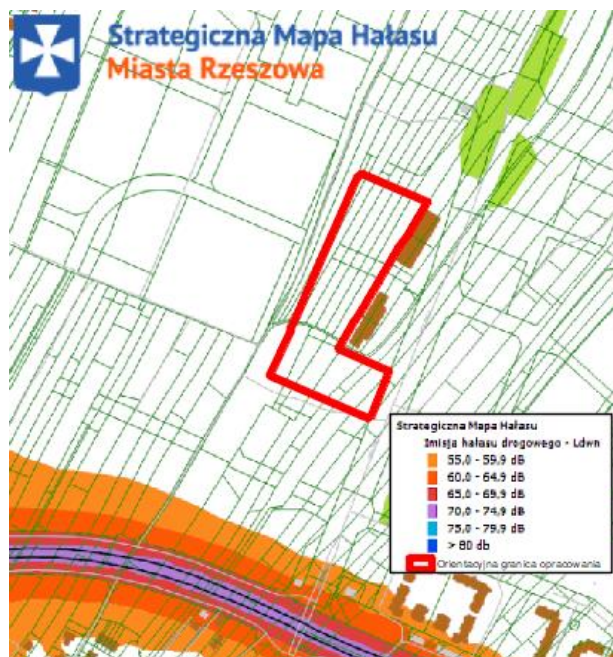 Strategiczna Mapa Hałasu
Miasta Rzeszowa
Strategiczna Mapa Hałasu
Imisja hałasu drogowego - Ldwn
55,0 - 59,9 dB
60,0 - 64,9 dB
65,0 - 69,9 dB
70,0 - 74,9 dB
75,0 - 79,9 dB
> 80 db
Orientacyjna granica opracowania